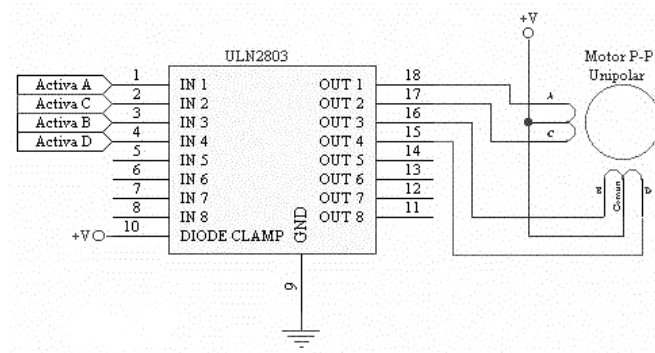 +V
ULN2803
Motor P-P
Unipolar
Activa A 1 IN 1 OUT 1 18
Activa C 2 IN 2 OUT 2 17
Activa B 3 IN 3 OUT 3 16
Activa D 4 IN 4 OUT 4 15
5 IN 5 OUT 5 14
6 IN 6 OUT 6 13
7 IN 7 OUT 7 12
8 IN 8 OUT 8 11
+V 10 DIODE CLAMP
GND
9
A
C
B
Comun
D